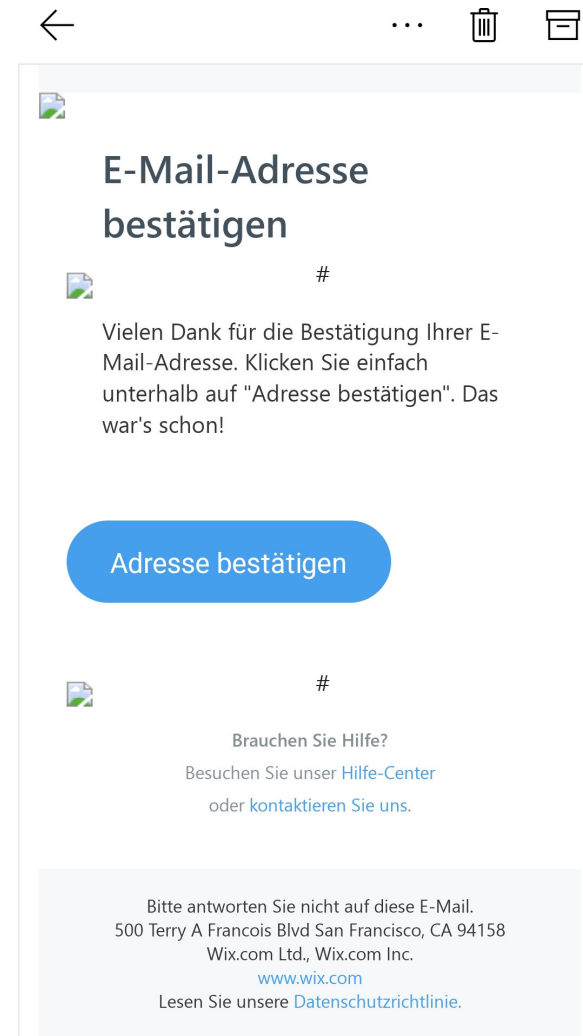 E-Mail-Adresse
bestätigen
#
Vielen Dank für die Bestätigung Ihrer E-
Mail-Adresse. Klicken Sie einfach
unterhalb auf "Adresse bestätigen". Das
war's schon!
Adresse bestätigen
#
Brauchen Sie Hilfe?
Besuchen Sie unser Hilfe-Center
oder kontaktieren Sie uns.
Bitte antworten Sie nicht auf diese E-Mail.
500 Terry A Francois Blvd San Francisco, CA 94158
Wix.com Ltd., Wix.com Inc.
www.wix.com
Lesen Sie unsere Datenschutzrichtlinie.